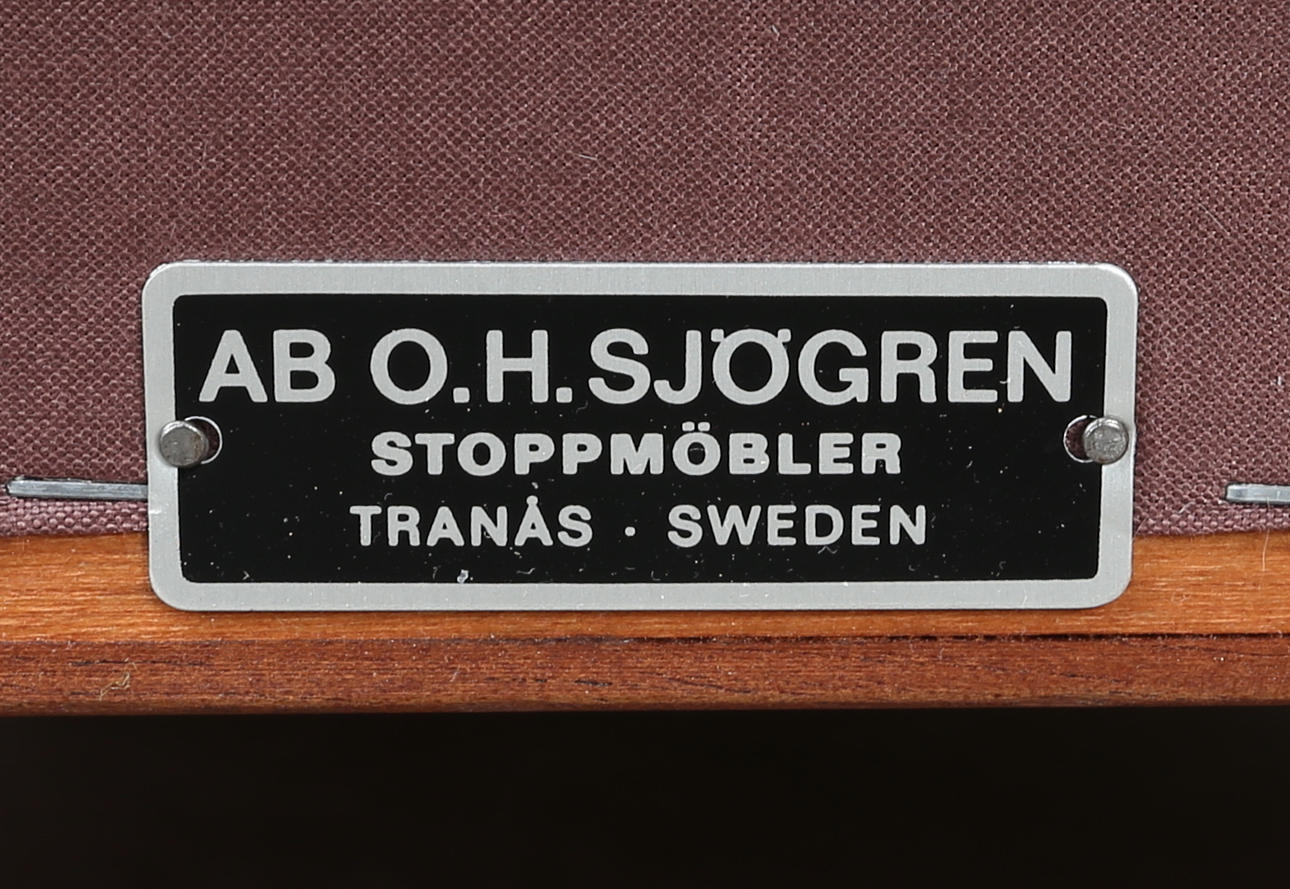 AB O.H. SJÖGREN
STOPPMÖBLER
TRANÅS · SWEDEN